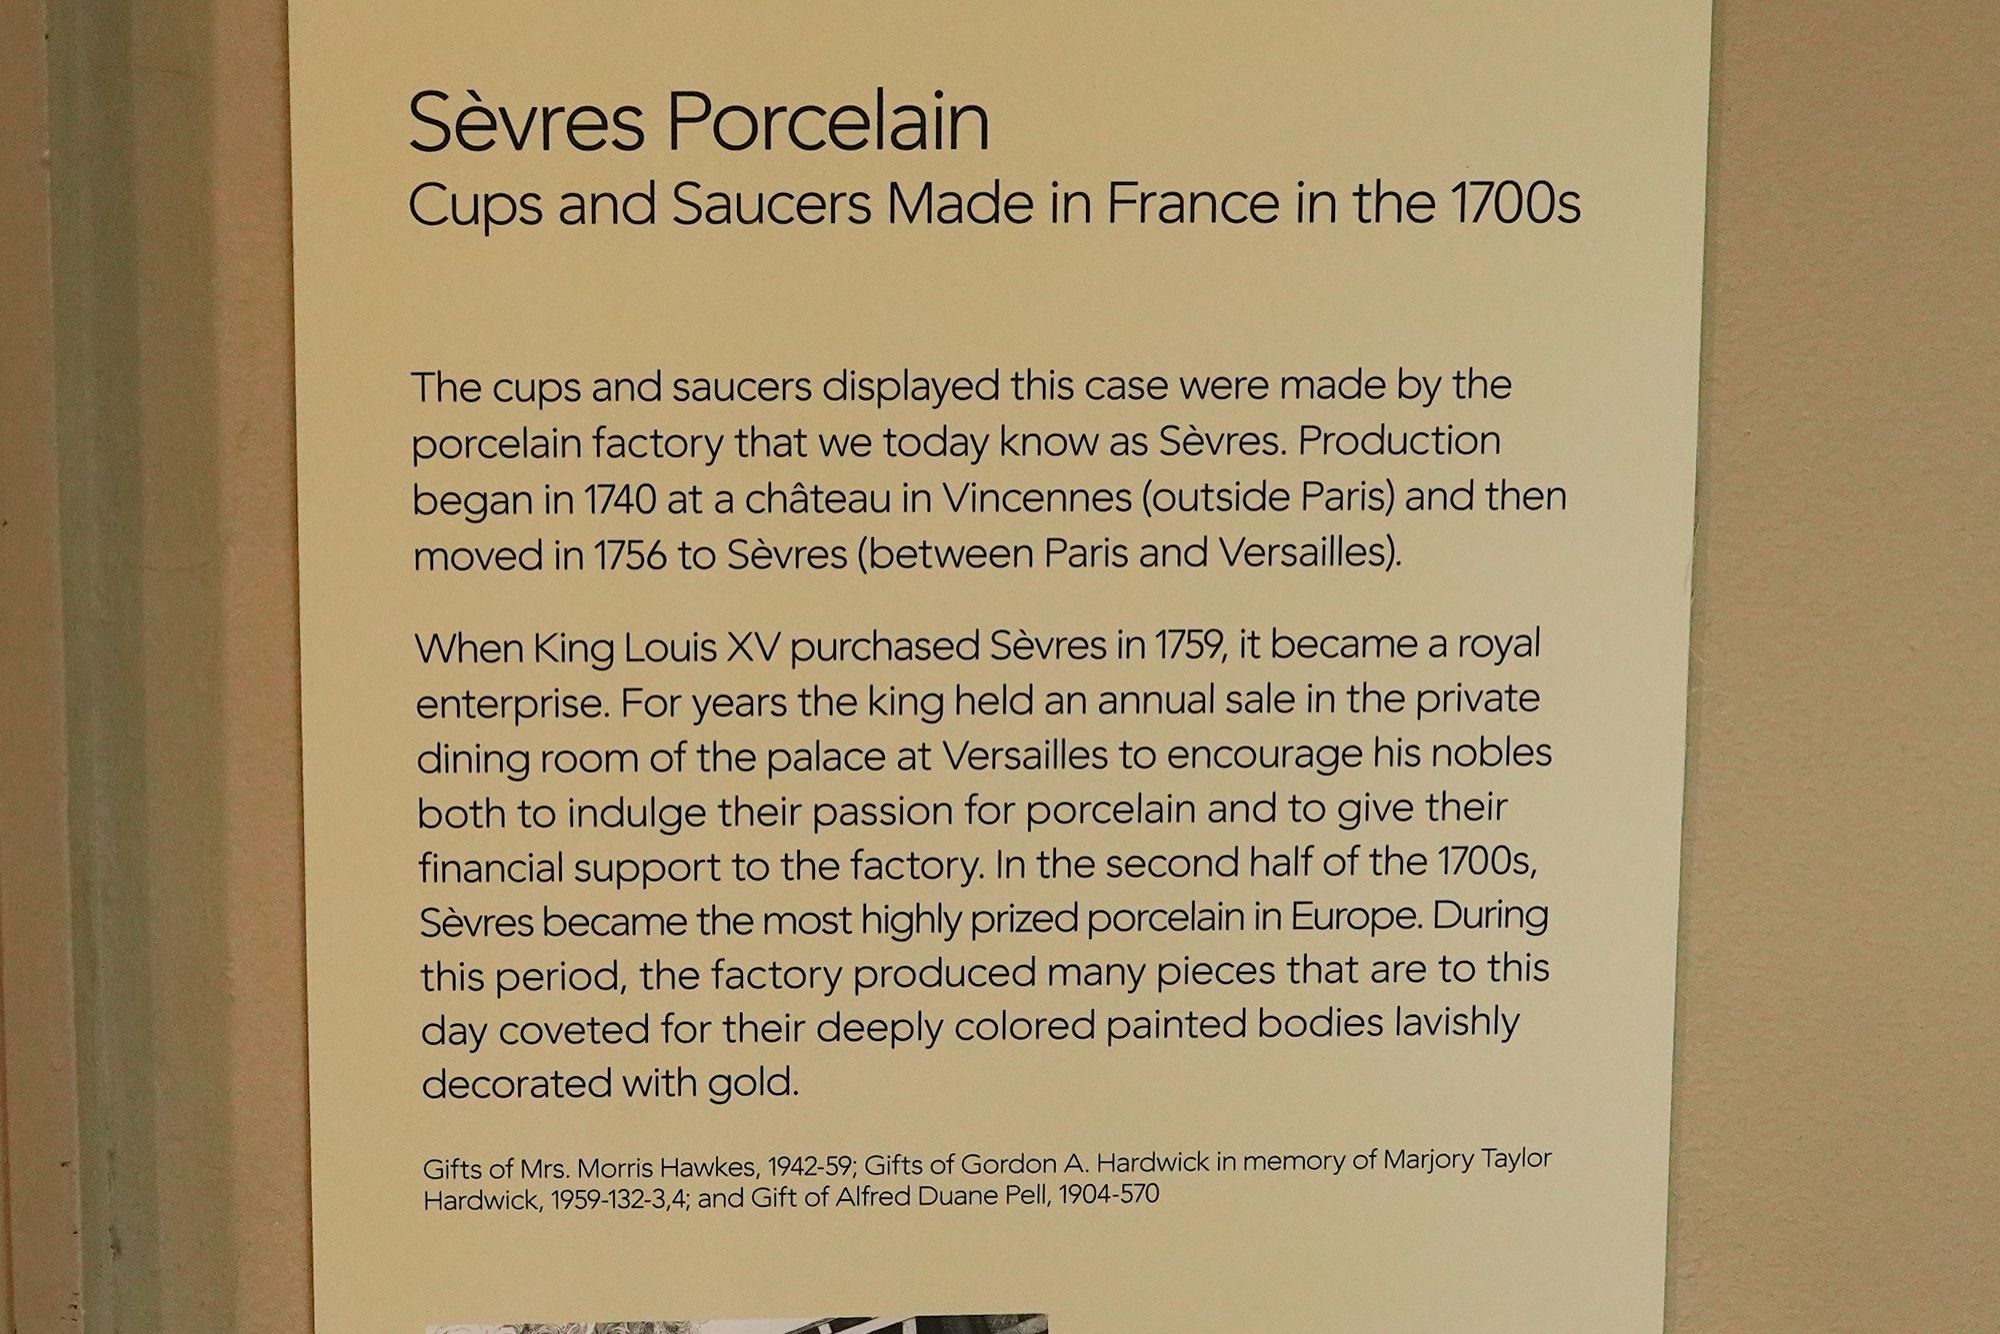 Sèvres Porcelain
Cups and Saucers Made in France in the 1700s
The cups and saucers displayed this case were made by the
porcelain factory that we today know as Sèvres. Production
began in 1740 at a château in Vincennes (outside Paris) and then
moved in 1756 to Sèvres (between Paris and Versailles).
When King Louis XV purchased Sèvres in 1759, it became a royal
enterprise. For years the king held an annual sale in the private
dining room of the palace at Versailles to encourage his nobles
both to indulge their passion for porcelain and to give their
financial support to the factory. In the second half of the 1700s,
Sèvres became the most highly prized porcelain in Europe. During
this period, the factory produced many pieces that are to this
day coveted for their deeply colored painted bodies lavishly
decorated with gold.
Gifts of Mrs. Morris Hawkes, 1942-59; Gifts of Gordon A. Hardwick in memory of Marjory Taylor
Hardwick, 1959-132-3,4; and Gift of Alfred Duane Pell, 1904-570